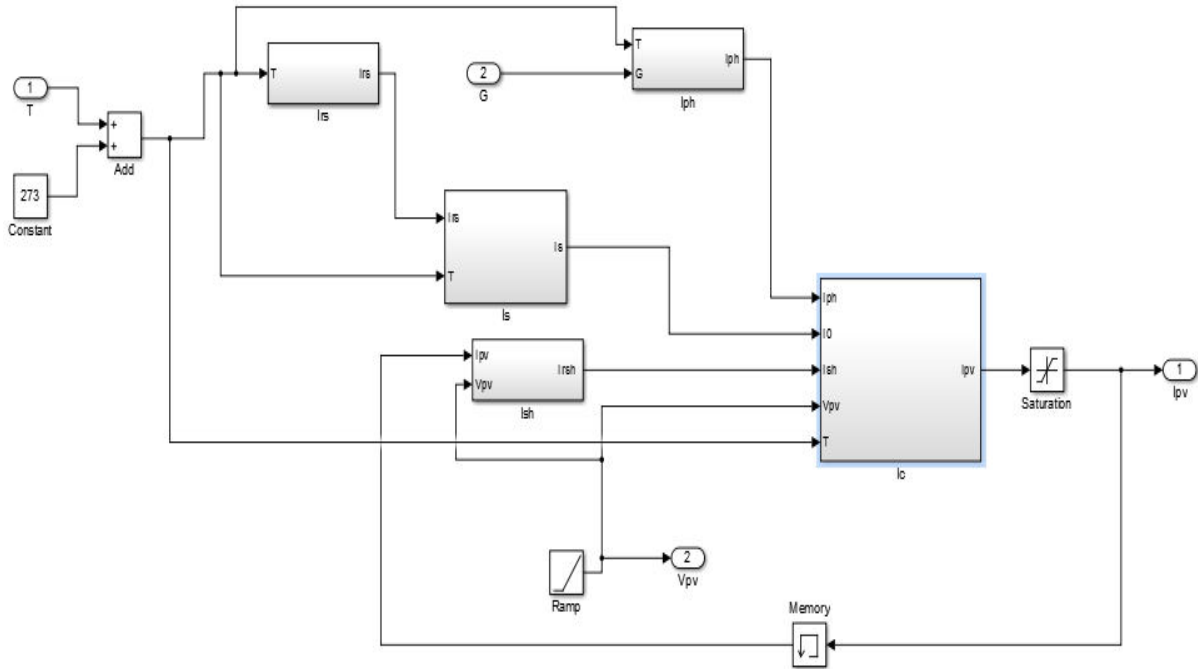 T
Iph
T
Irs
2
G
Iph
1
G
T
Irs
Iph
+
+
Add
273
Irs
Constant
Is
T
Is
Iph
I0
Ipv
Irsh
Ish
Ipv
1
Vpv
Ish
Vpv
Saturation
Ipv
T
Ic
2
Vpv
Ramp
Memory